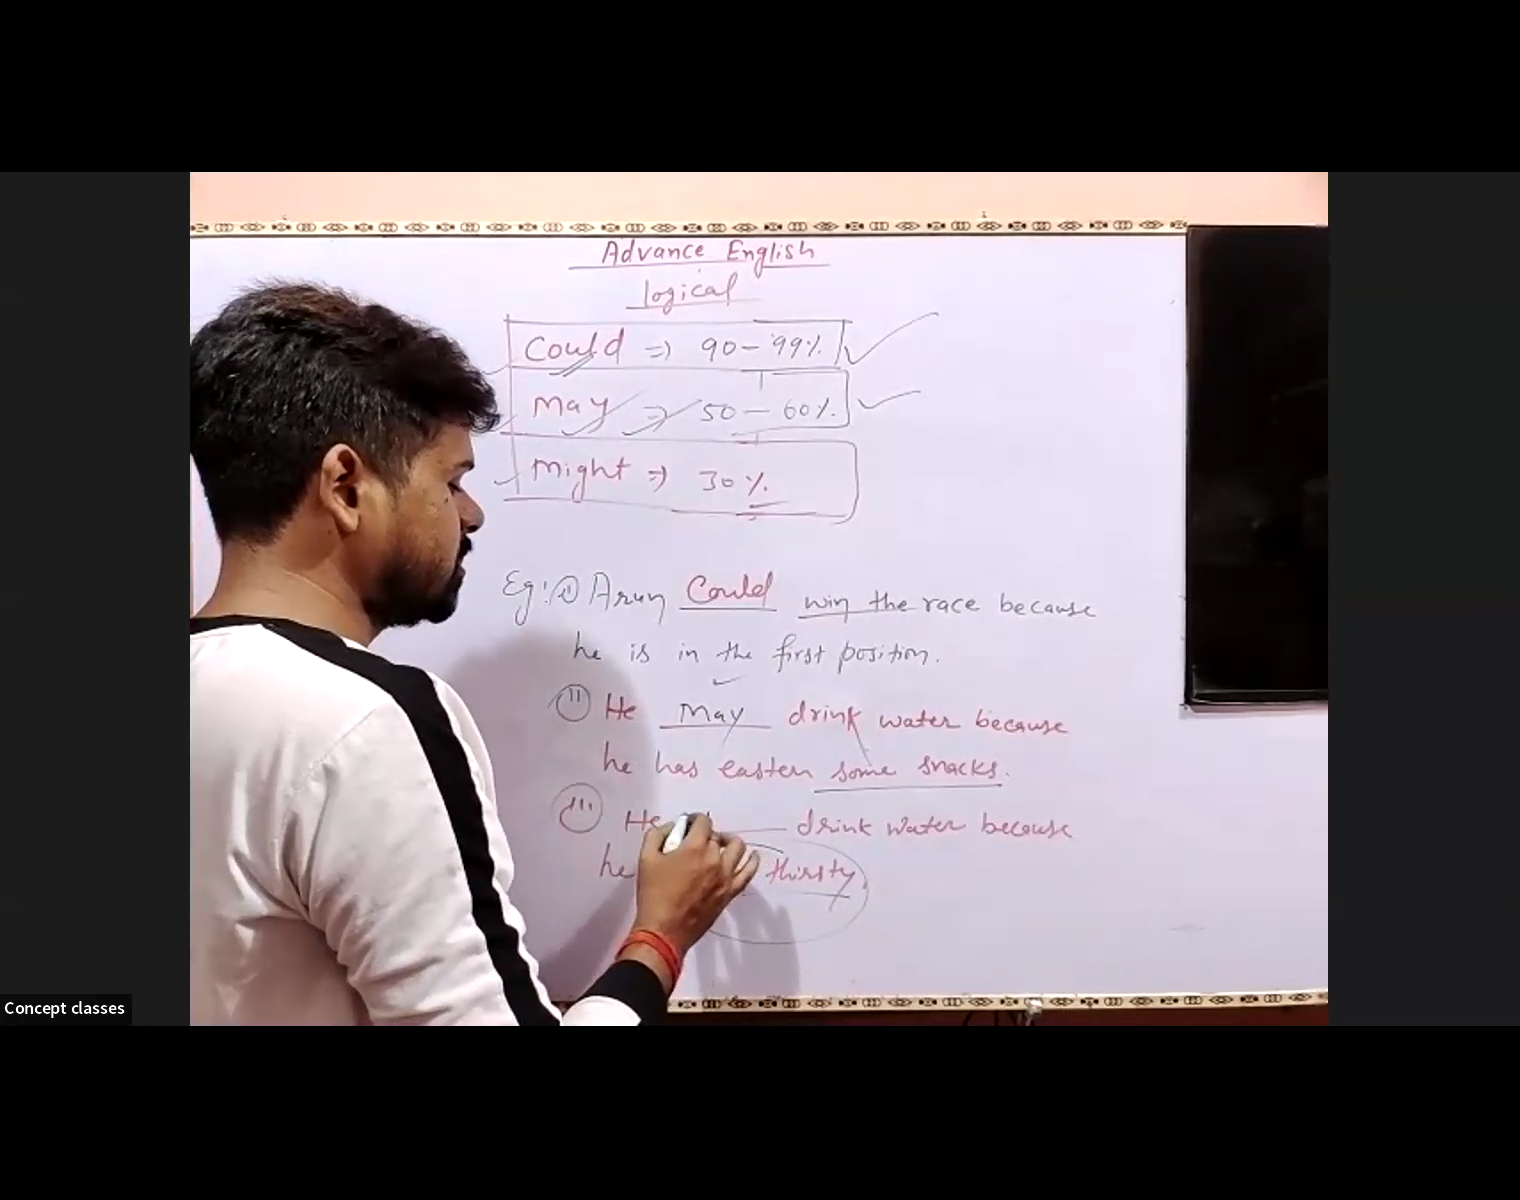 Advance English
logical
Could => 90-99%.
May => 50-60%.
Might => 30%.
Eg: (i) Arun Could win the race because
he is in the first position.
(ii) He May drink water because
he has easten some snacks.
(iii) He drink water because
he thirsty.
Concept classes